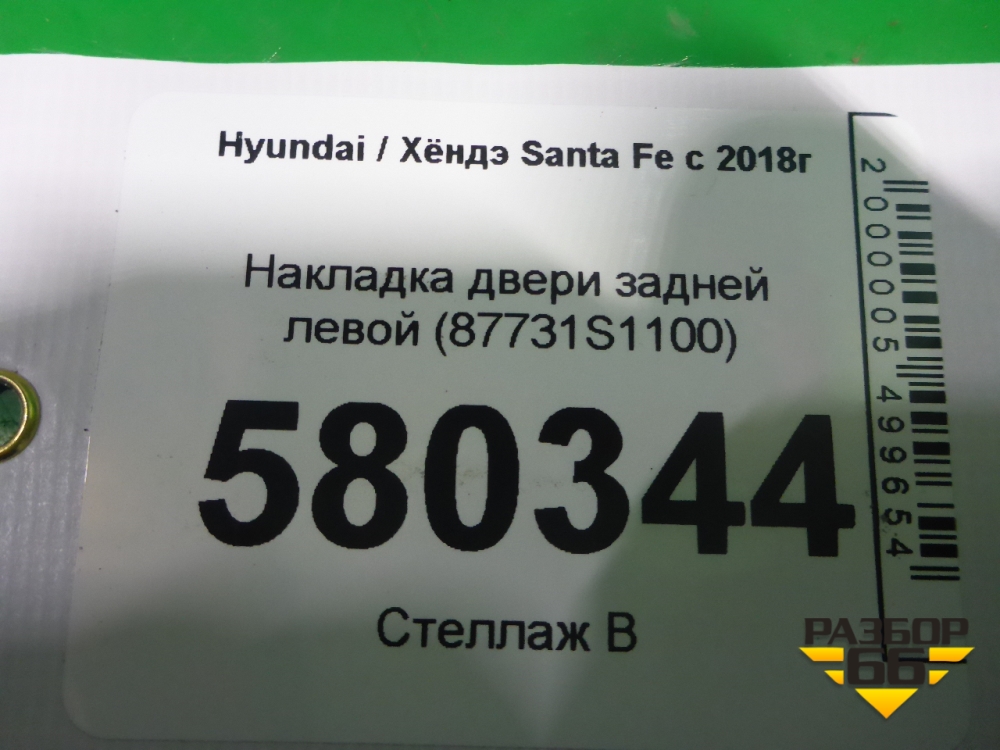 Hyundai / Хёндэ Santa Fe с 2018г
Накладка двери задней
левой (87731S1100)
580344
Стеллаж В
2000005499654
РАЗБОР
66